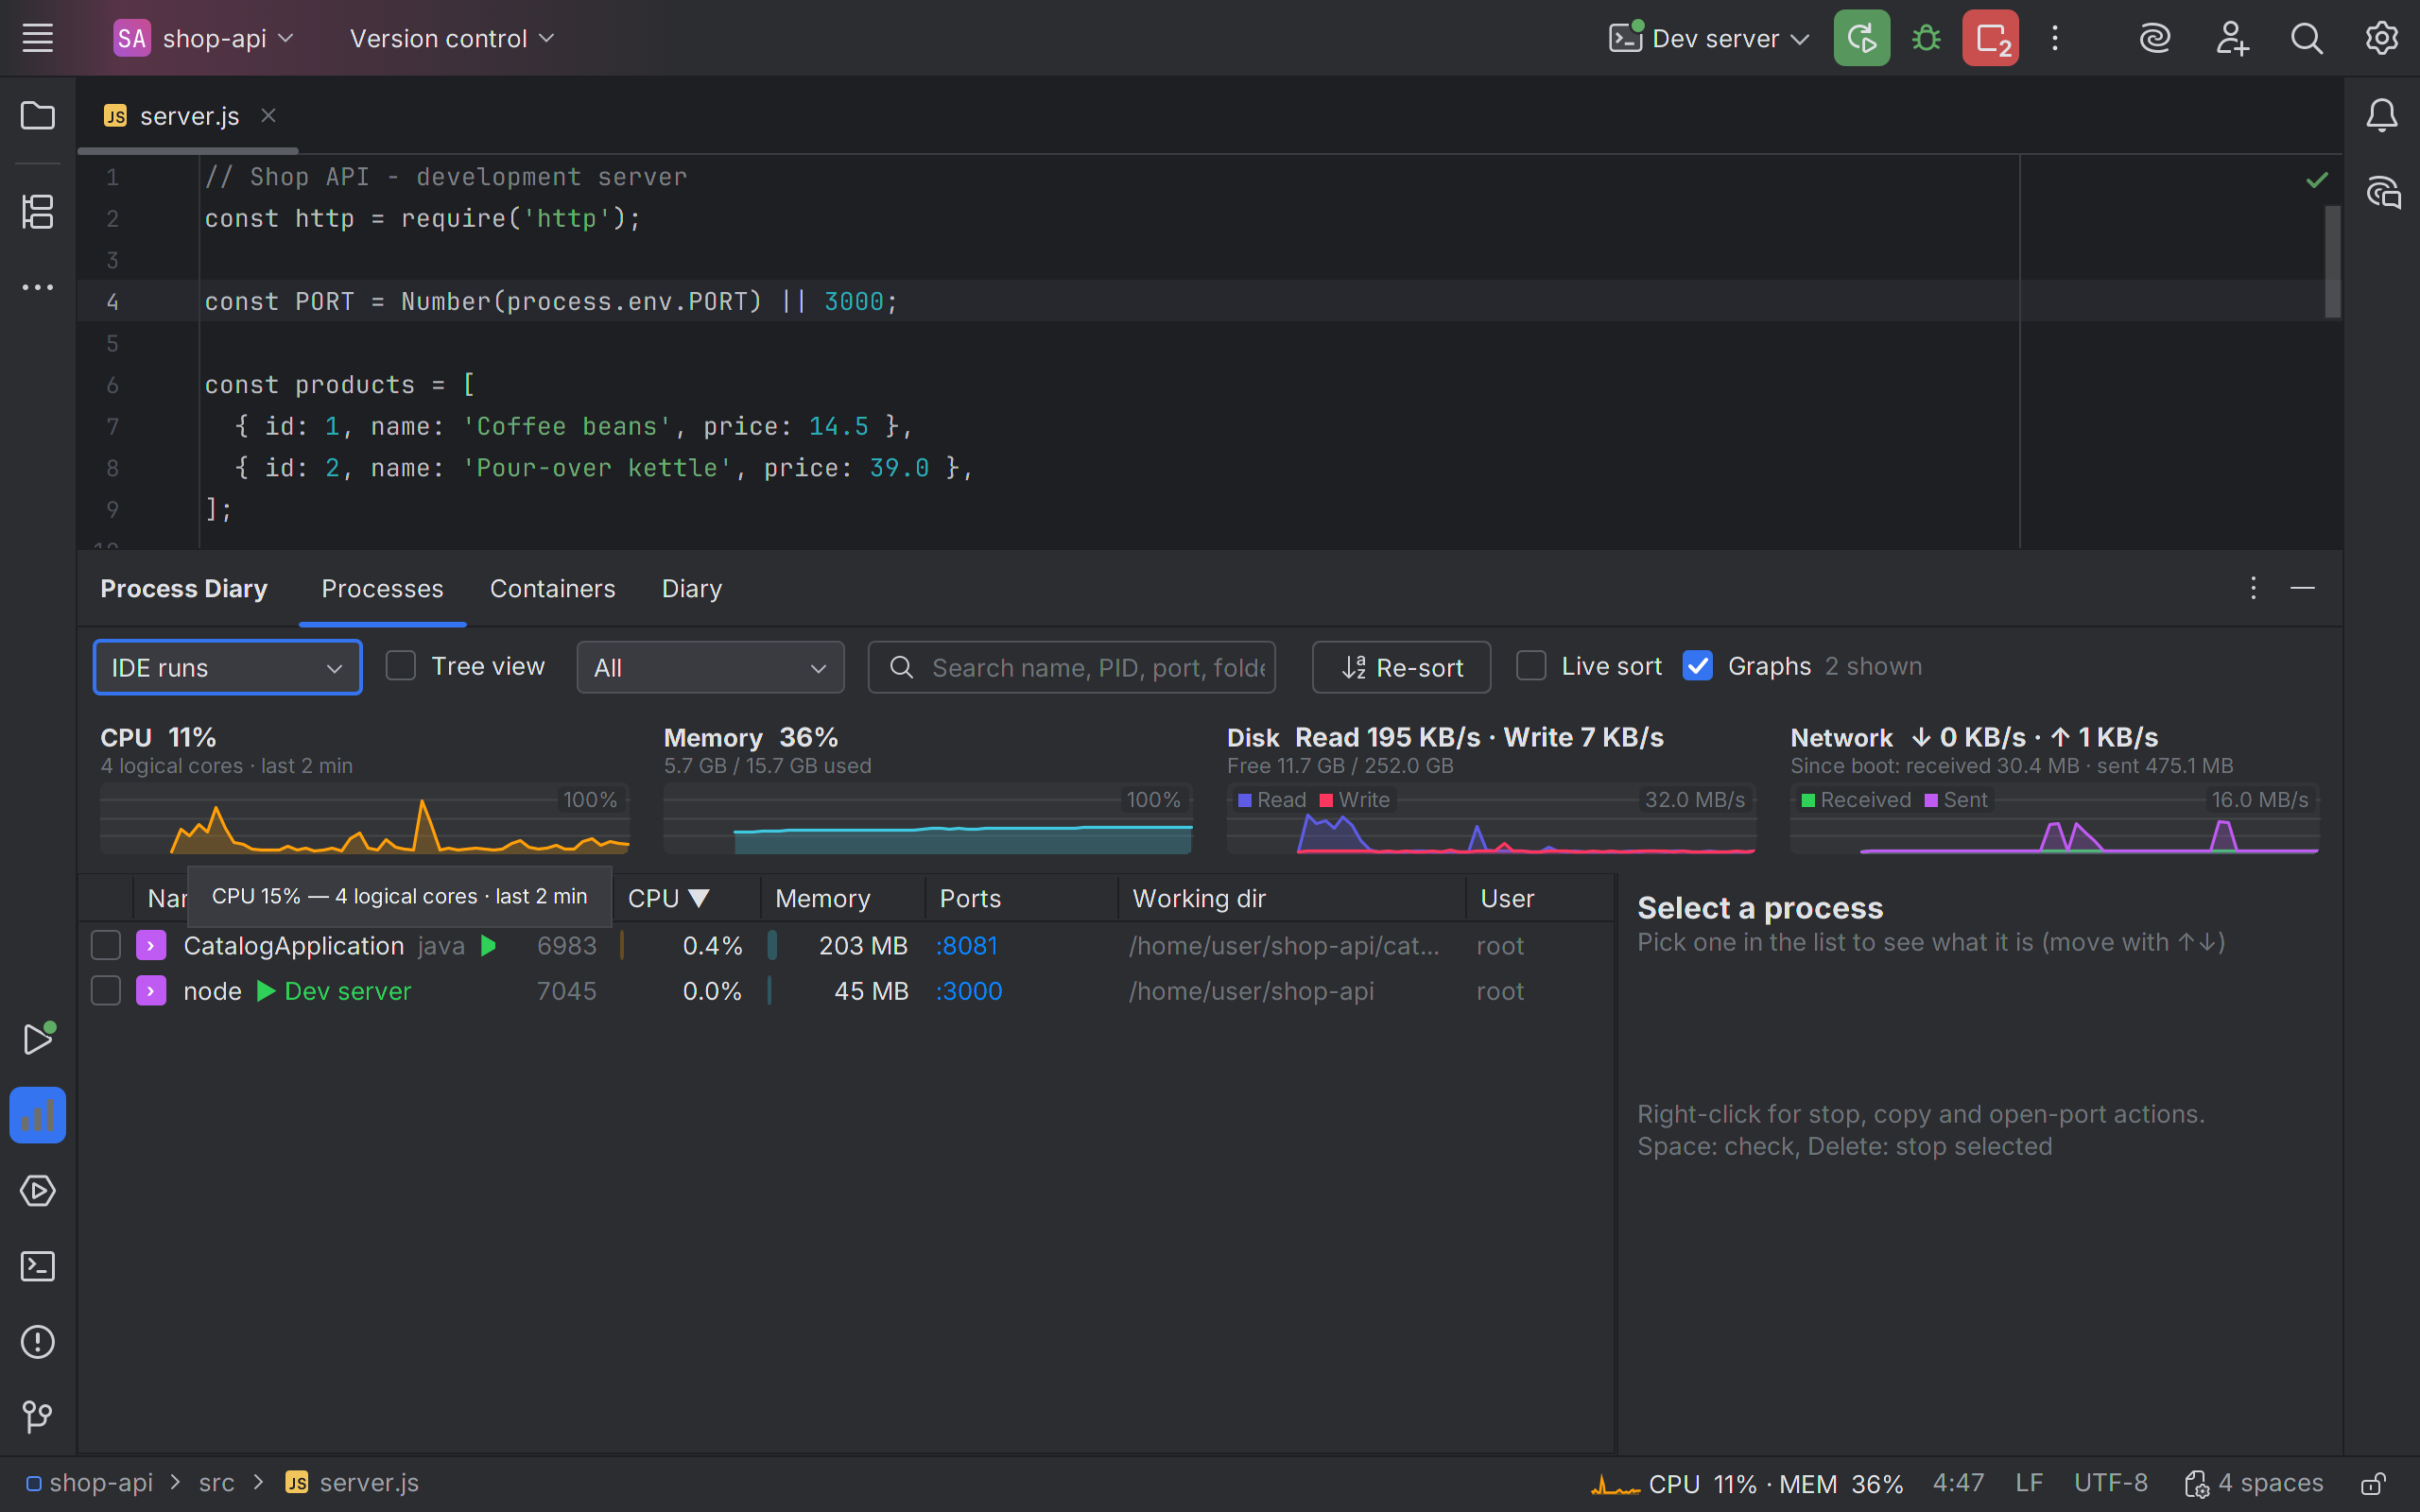 SA shop-api Version control Dev server 2
server.js
1 // Shop API - development server
2 const http = require('http');
3
4 const PORT = Number(process.env.PORT) || 3000;
5
6 const products = [
7 { id: 1, name: 'Coffee beans', price: 14.5 },
8 { id: 2, name: 'Pour-over kettle', price: 39.0 },
9 ];
Process Diary Processes Containers Diary
IDE runs Tree view All Search name, PID, port, folde Re-sort Live sort Graphs 2 shown
CPU 11% Memory 36% Disk Read 195 KB/s · Write 7 KB/s Network ↓ 0 KB/s · ↑ 1 KB/s
4 logical cores · last 2 min 5.7 GB / 15.7 GB used Free 11.7 GB / 252.0 GB Since boot: received 30.4 MB · sent 475.1 MB
100% 100% Read Write 32.0 MB/s Received Sent 16.0 MB/s
CPU 15% — 4 logical cores · last 2 min CPU ▼ Memory Ports Working dir User
CatalogApplication java 6983 0.4% 203 MB :8081 /home/user/shop-api/cat... root
node Dev server 7045 0.0% 45 MB :3000 /home/user/shop-api root
Select a process
Pick one in the list to see what it is (move with ↑↓)
Right-click for stop, copy and open-port actions.
Space: check, Delete: stop selected
shop-api > src > JS server.js CPU 11% · MEM 36% 4:47 LF UTF-8 4 spaces